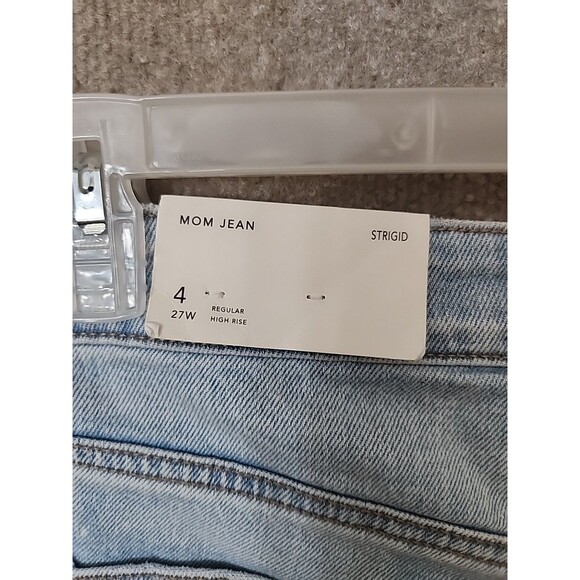 MOM JEAN
STRIGID
4
27W
REGULAR
HIGH RISE